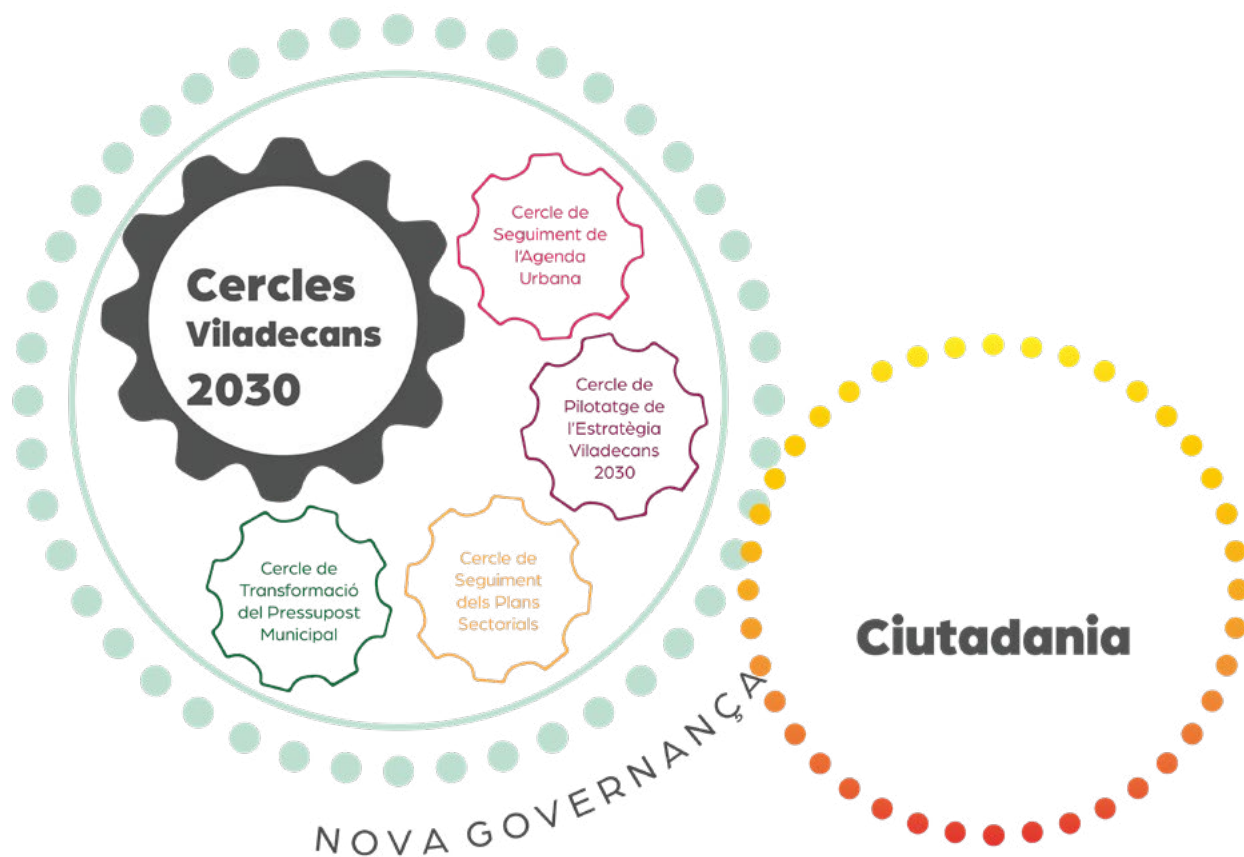 Cercles
Viladecans
2030
Cercle de
Seguiment de
l'Agenda
Urbana
Cercle de
Pilotatge de
l'Estratègia
Viladecans
2030
Cercle de
Seguiment
dels Plans
Sectorials
Cercle de
Transformació
del Pressupost
Municipal
NOVA GOVERNANÇA
Ciutadania